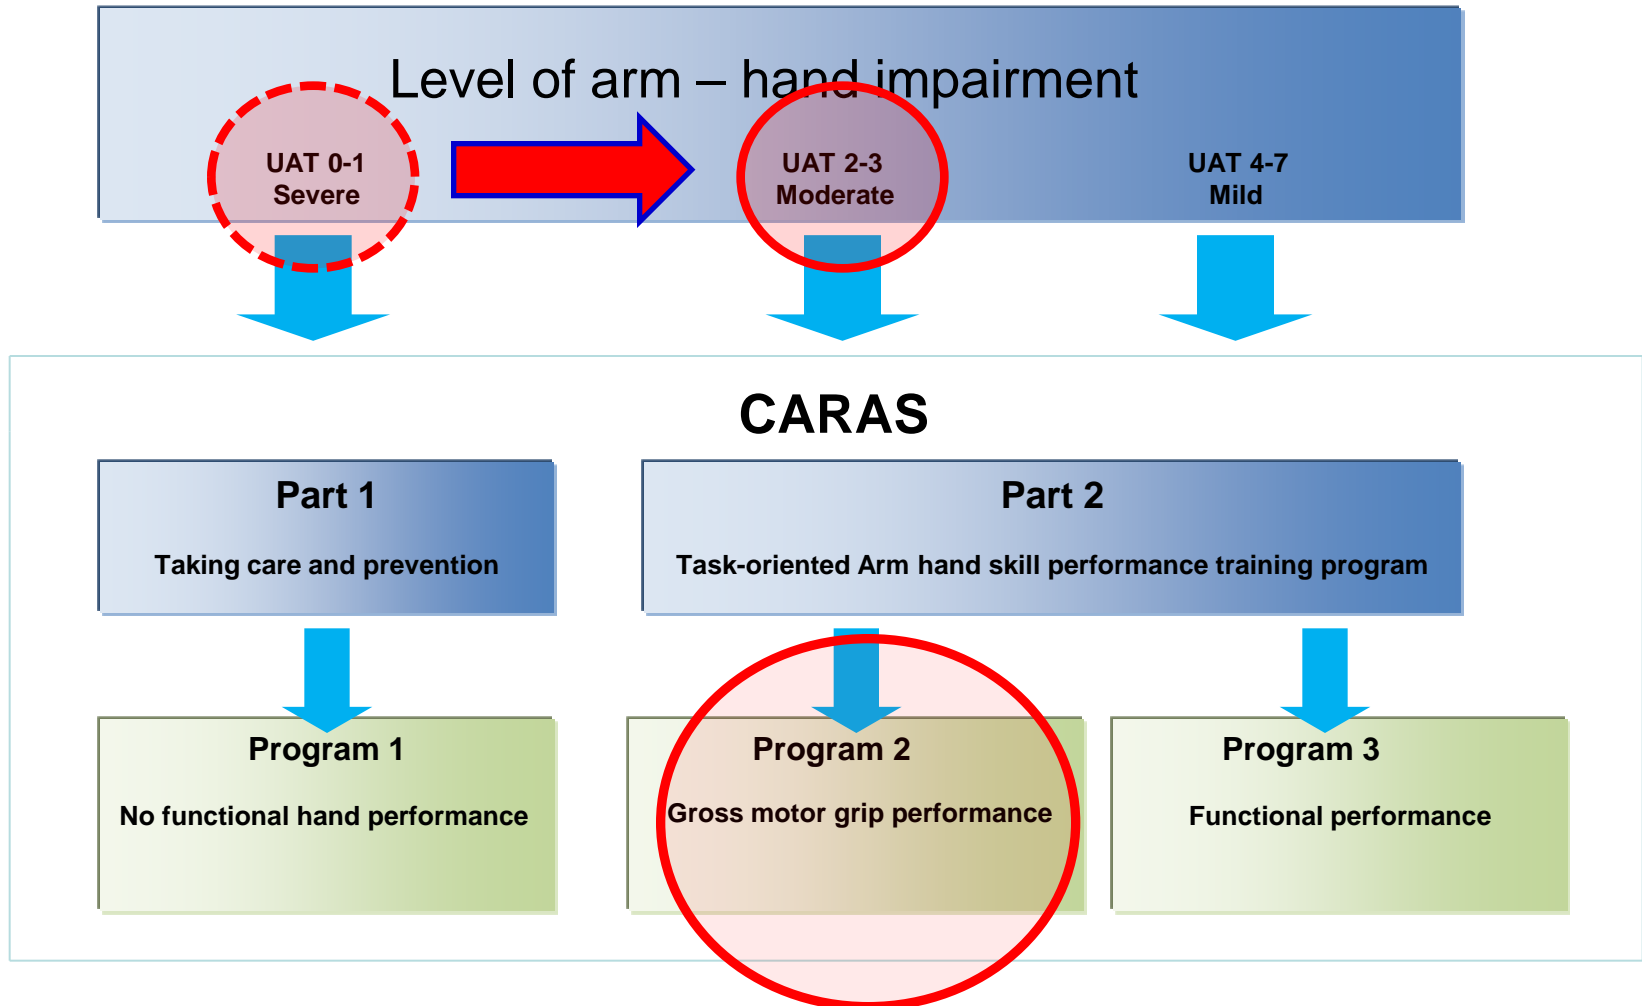 Level of arm – hand impairment
UAT 0-1
Severe
UAT 2-3
Moderate
UAT 4-7
Mild
CARAS
Part 1
Taking care and prevention
Part 2
Task-oriented Arm hand skill performance training program
Program 1
No functional hand performance
Program 2
Gross motor grip performance
Program 3
Functional performance